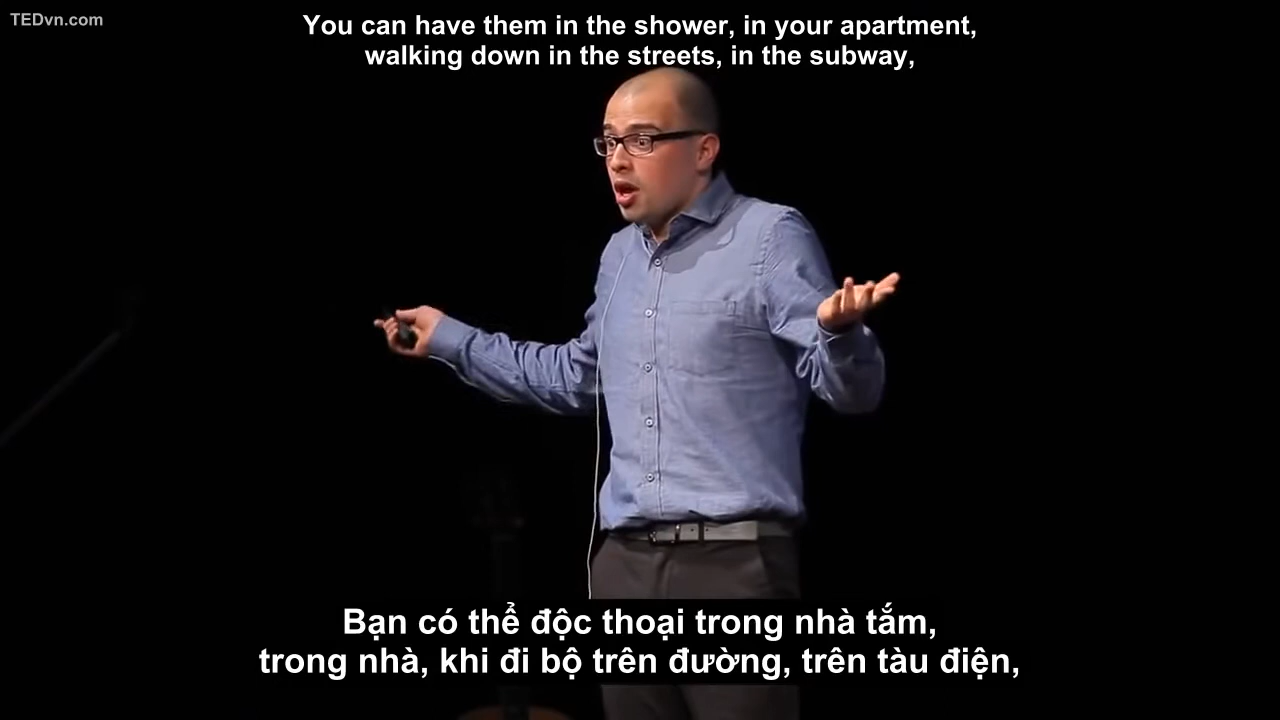 TEDvn.com
You can have them in the shower, in your apartment,
walking down in the streets, in the subway,
Bạn có thể độc thoại trong nhà tắm,
trong nhà, khi đi bộ trên đường, trên tàu điện,